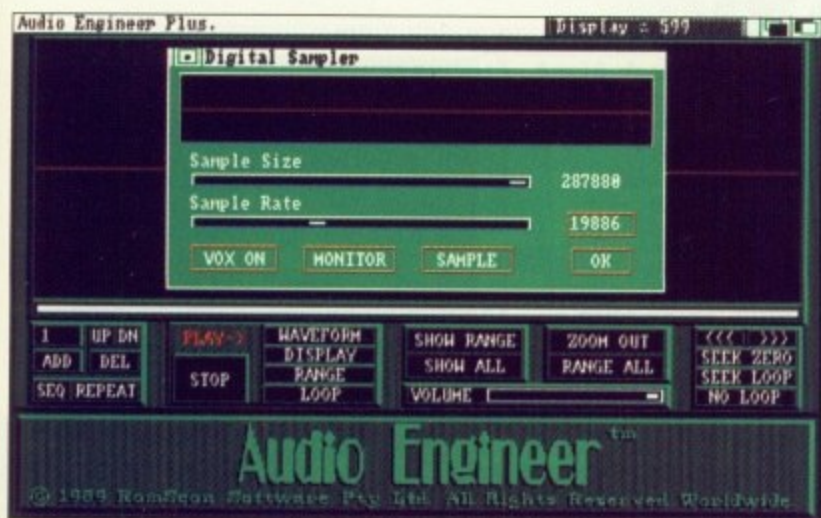 Audio Engineer Plus.
Display = 599
Digital Sampler
Sample Size
287880
Sample Rate
19886
VOX ON MONITOR SAMPLE OK
1 UP DN
ADD DEL
SEQ REPEAT
PLAY->
STOP
WAVEFORM
DISPLAY
RANGE
LOOP
SHOW RANGE
SHOW ALL
VOLUME
ZOOM OUT
RANGE ALL
<<< >>>
SEEK ZERO
SEEK LOOP
NO LOOP
Audio Engineer™
© 1989 RamScan Software Pty Ltd. All Rights Reserved Worldwide